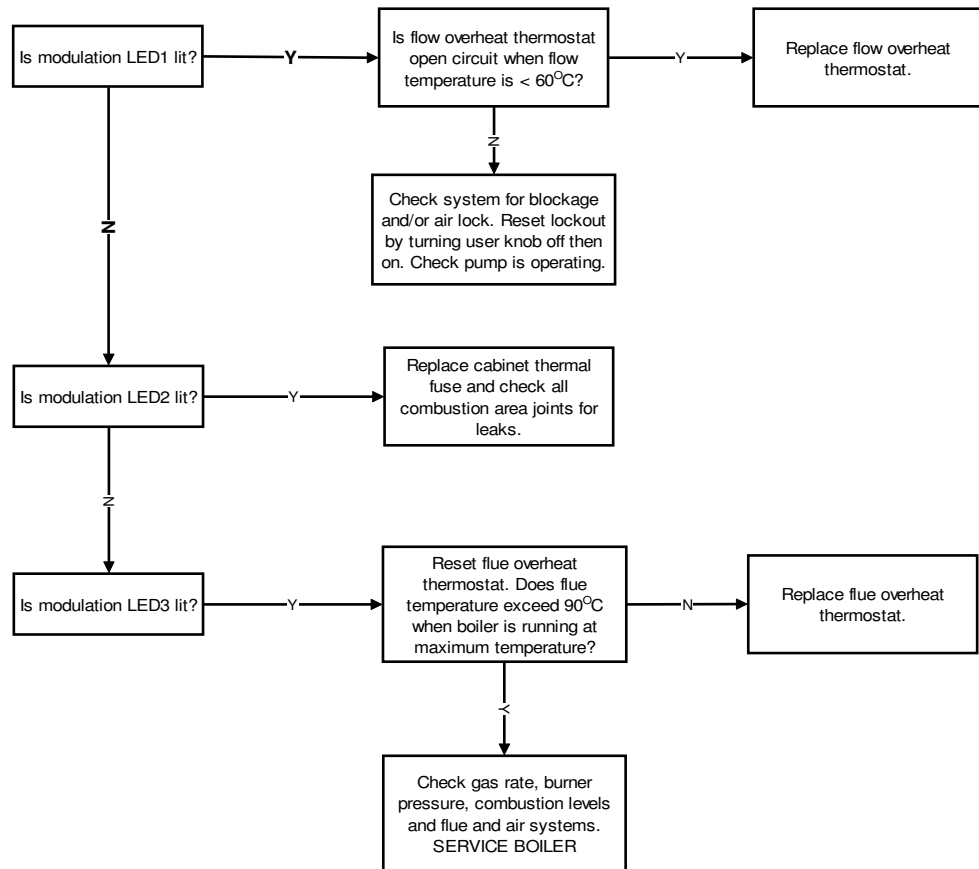 Is modulation LED1 lit?
Y
Is flow overheat thermostat
open circuit when flow
temperature is < 60OC?
Y
Replace flow overheat
thermostat.
N
Check system for blockage
and/or air lock. Reset lockout
by turning user knob off then
on. Check pump is operating.
N
Is modulation LED2 lit?
Y
Replace cabinet thermal
fuse and check all
combustion area joints for
leaks.
N
Is modulation LED3 lit?
Y
Reset flue overheat
thermostat. Does flue
temperature exceed 90OC
when boiler is running at
maximum temperature?
N
Replace flue overheat
thermostat.
Y
Check gas rate, burner
pressure, combustion levels
and flue and air systems.
SERVICE BOILER